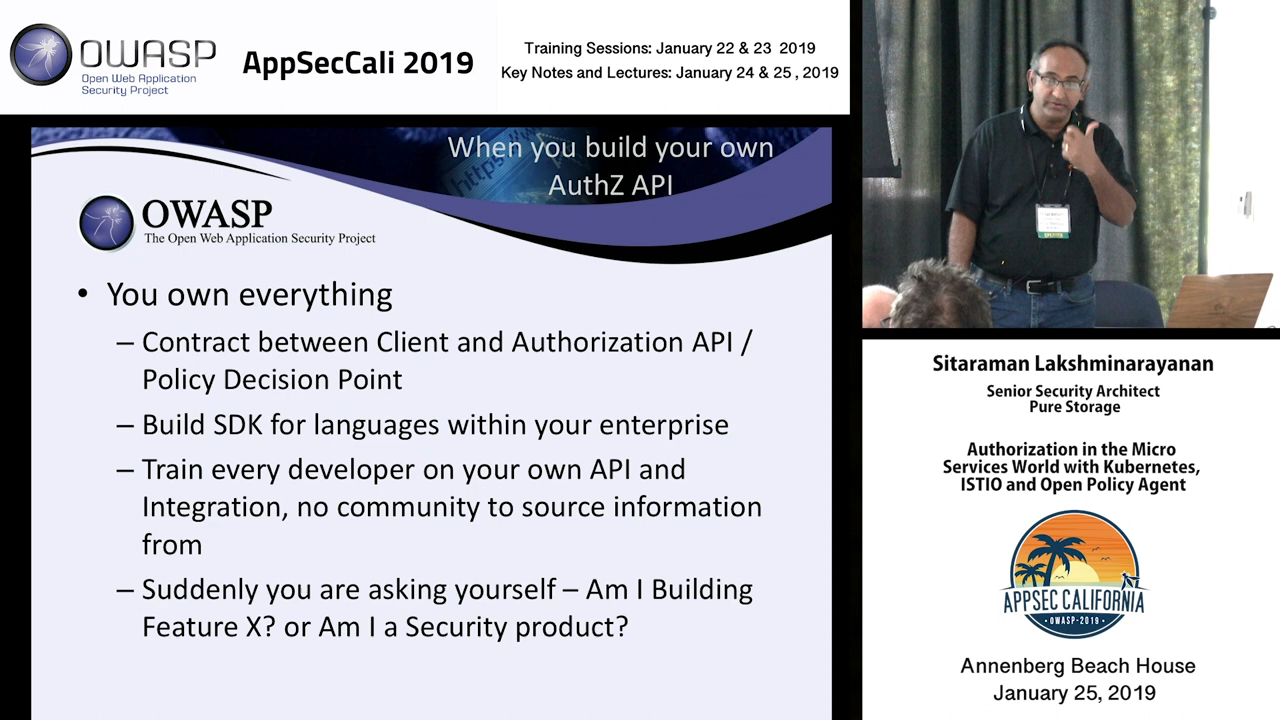 OWASP
Open Web Application
Security Project
AppSecCali 2019
Training Sessions: January 22 & 23 2019
Key Notes and Lectures: January 24 & 25 , 2019
When you build your own
AuthZ API
https
OWASP
The Open Web Application Security Project
• You own everything
– Contract between Client and Authorization API /
Policy Decision Point
– Build SDK for languages within your enterprise
– Train every developer on your own API and
Integration, no community to source information
from
– Suddenly you are asking yourself – Am I Building
Feature X? or Am I a Security product?
Sitaraman Lakshminarayanan
Senior Security Architect
Pure Storage
Authorization in the Micro
Services World with Kubernetes,
ISTIO and Open Policy Agent
APPSEC CALIFORNIA
• OWASP-2019 •
Annenberg Beach House
January 25, 2019